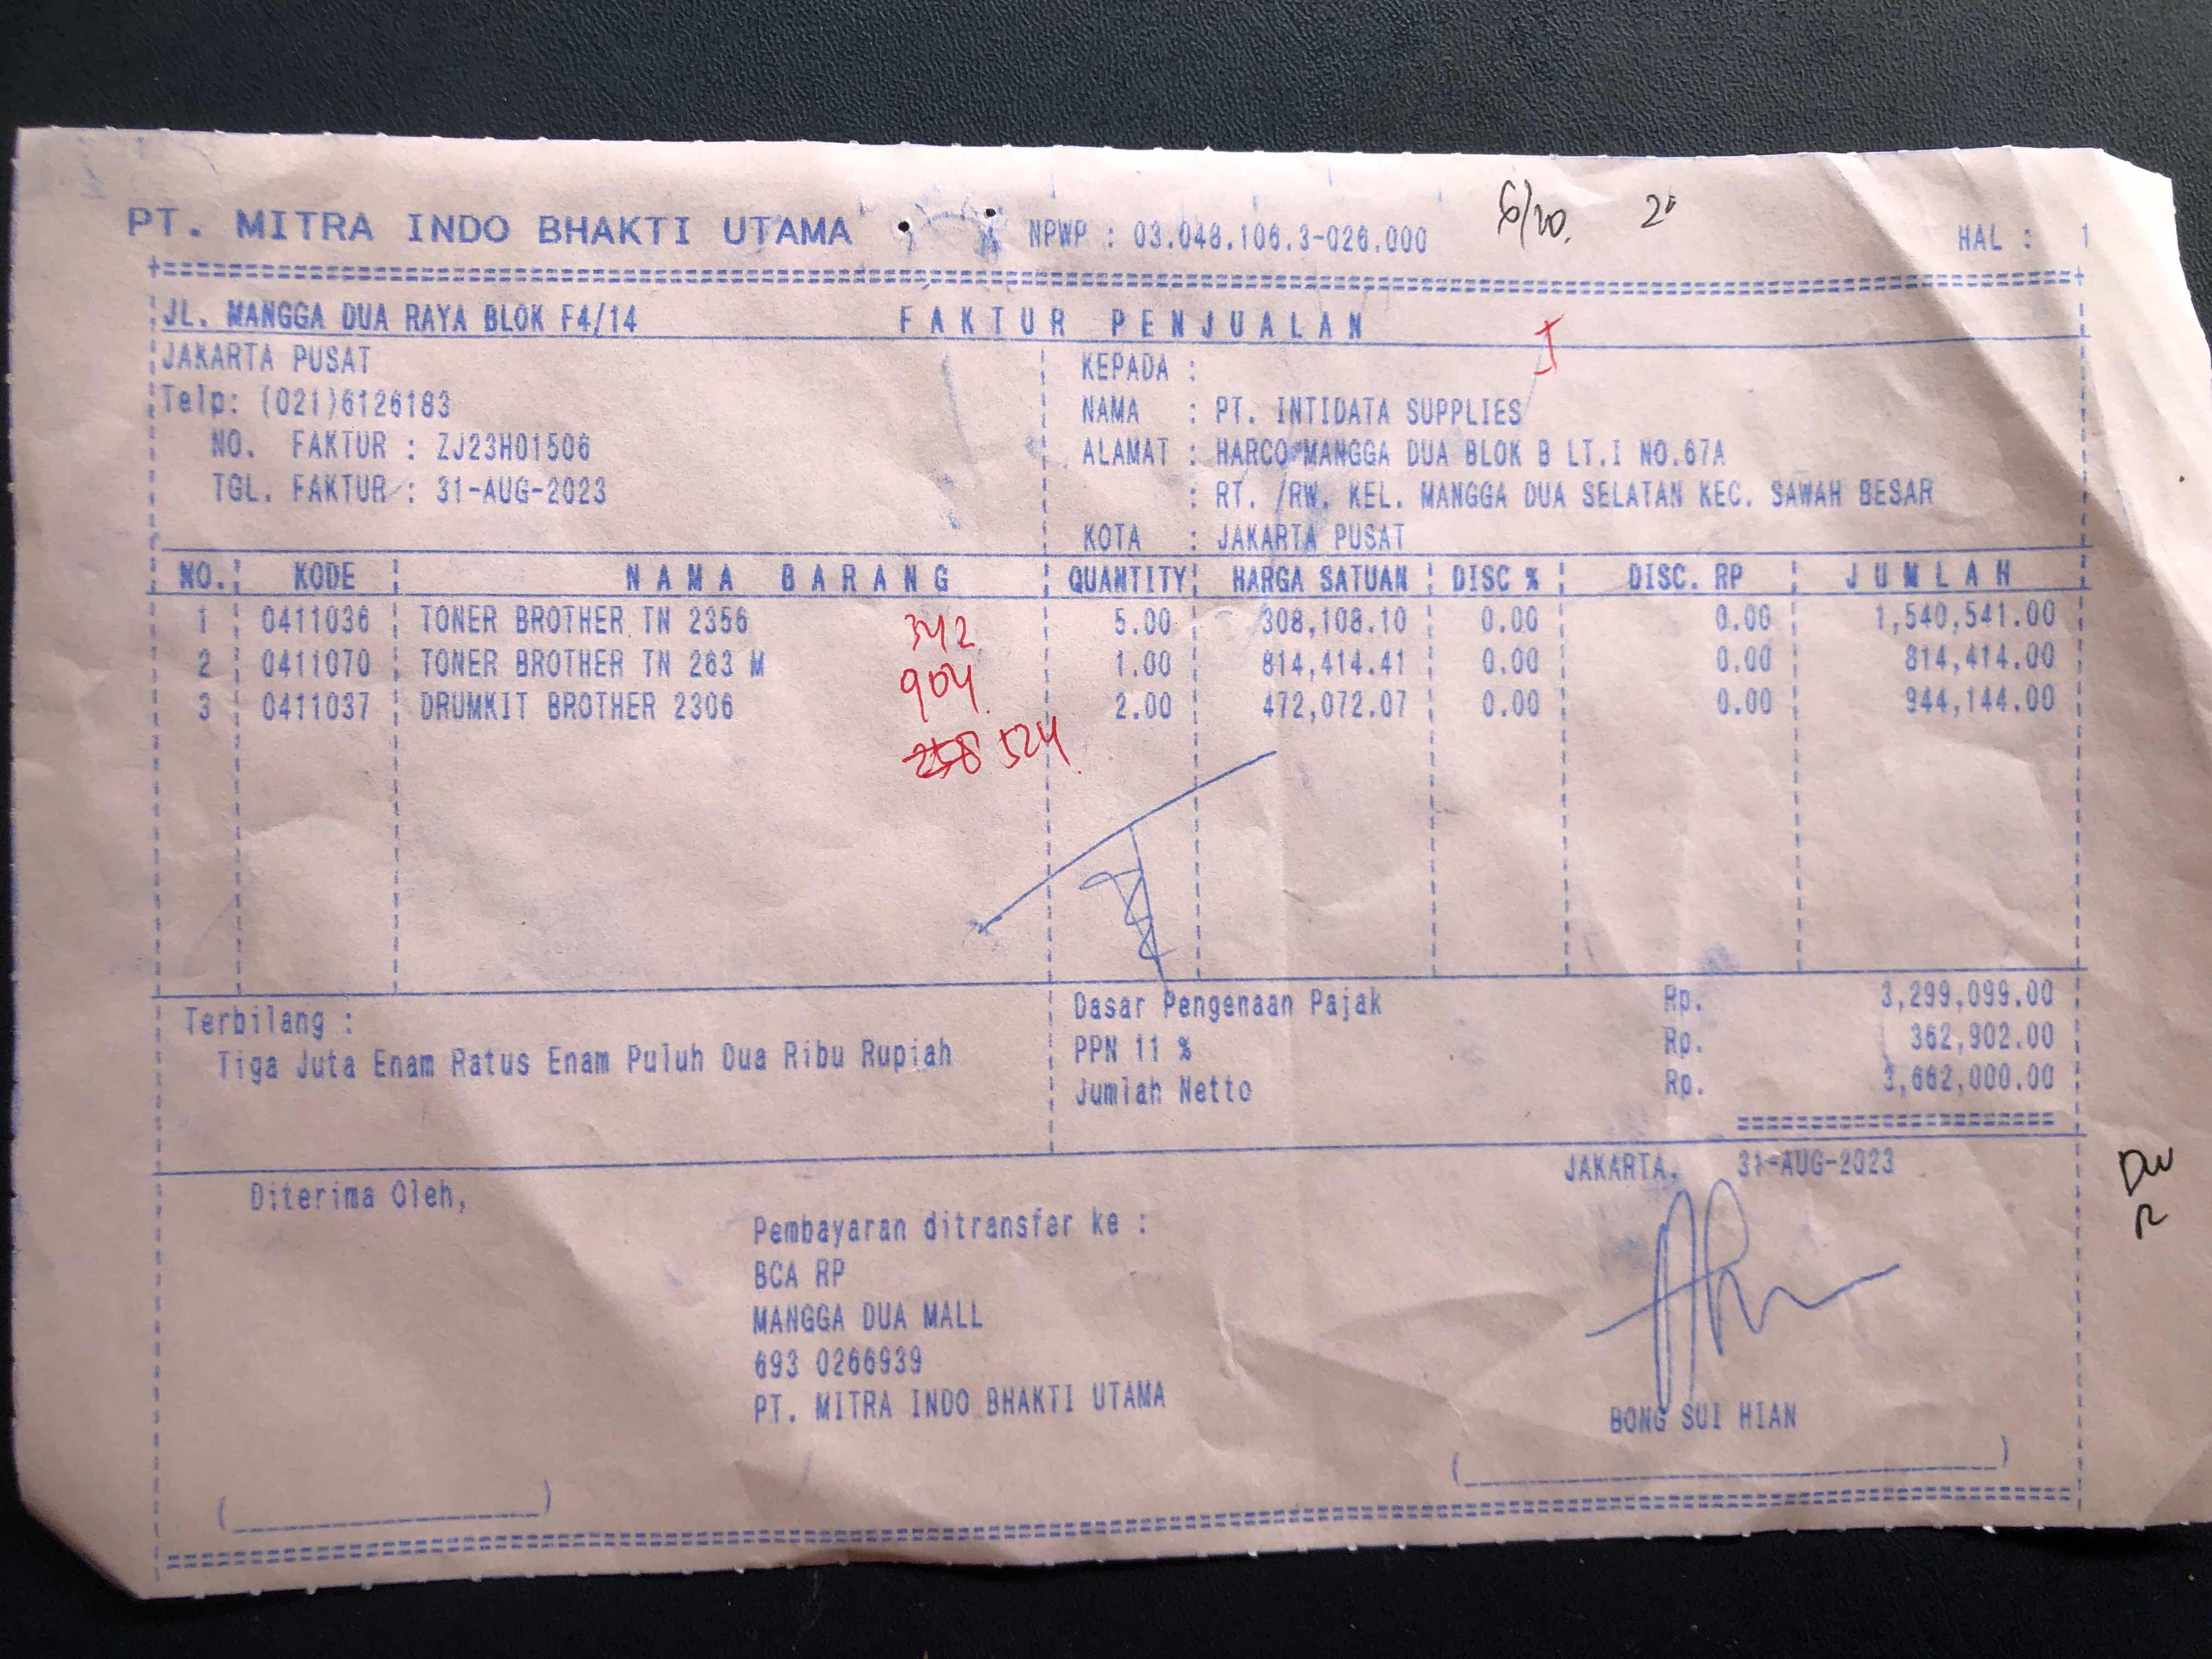 PT. MITRA INDO BHAKTI UTAMA NPWP : 03.048.106.3-026.000 6/20. HAL : 1
JL. MANGGA DUA RAYA BLOK F4/14 FAKTUR PENJUALAN
JAKARTA PUSAT KEPADA :
Telp: (021)6126183 NAMA : PT. INTIDATA SUPPLIES
NO. FAKTUR : ZJ23H01506 ALAMAT : HARCO MANGGA DUA BLOK B LT.I NO.67A
TGL. FAKTUR : 31-AUG-2023 : RT. /RW. KEL. MANGGA DUA SELATAN KEC. SAWAH BESAR
KOTA : JAKARTA PUSAT
NO. KODE NAMA BARANG QUANTITY HARGA SATUAN DISC % DISC. RP JUMLAH
1 0411036 TONER BROTHER TN 2356 342 5.00 308,108.10 0.00 0.00 1,540,541.00
2 0411070 TONER BROTHER TN 263 M 904 1.00 814,414.41 0.00 0.00 814,414.00
3 0411037 DRUMKIT BROTHER 2306 2.00 472,072.07 0.00 0.00 944,144.00
258 524
Terbilang : Dasar Pengenaan Pajak Rp. 3,299,099.00
Tiga Juta Enam Ratus Enam Puluh Dua Ribu Rupiah PPN 11 % Rp. 362,902.00
Jumlah Netto Rp. 3,662,000.00
JAKARTA, 31-AUG-2023
Diterima Oleh,
Pembayaran ditransfer ke :
BCA RP
MANGGA DUA MALL
693 0266939
PT. MITRA INDO BHAKTI UTAMA
BONG SUI HIAN